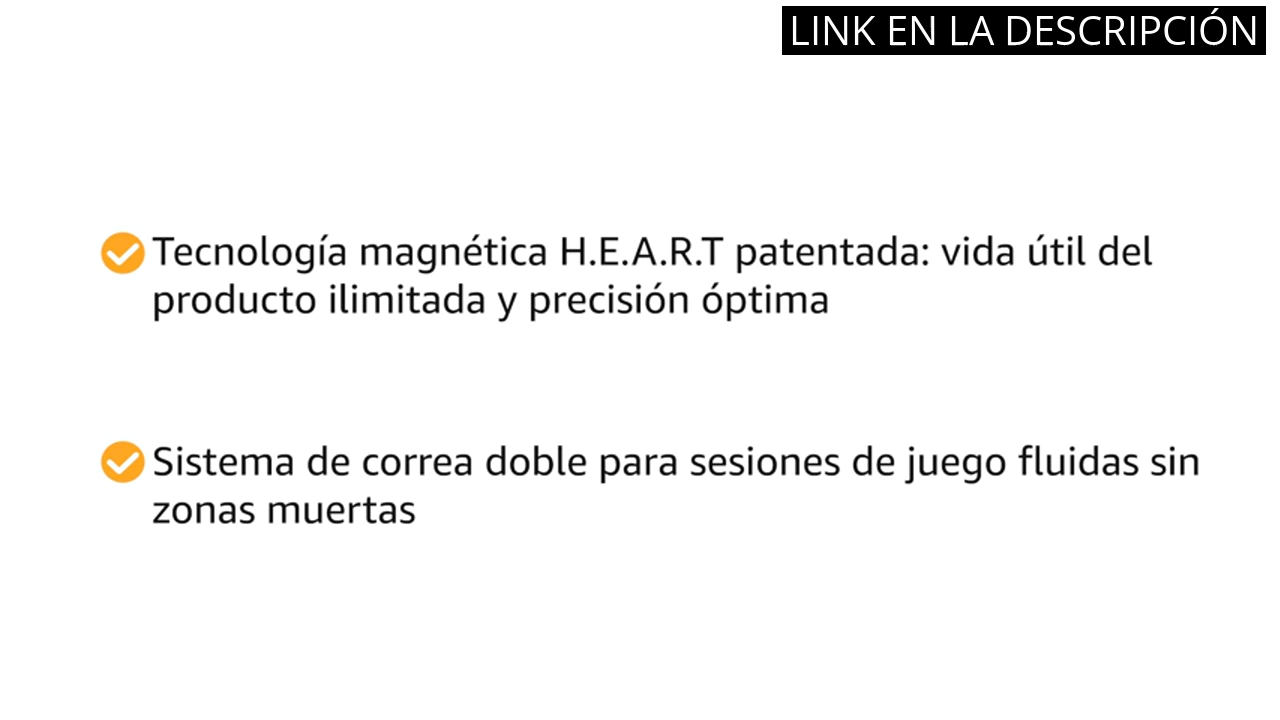 LINK EN LA DESCRIPCIÓN
Tecnología magnética H.E.A.R.T patentada: vida útil del
producto ilimitada y precisión óptima
Sistema de correa doble para sesiones de juego fluidas sin
zonas muertas